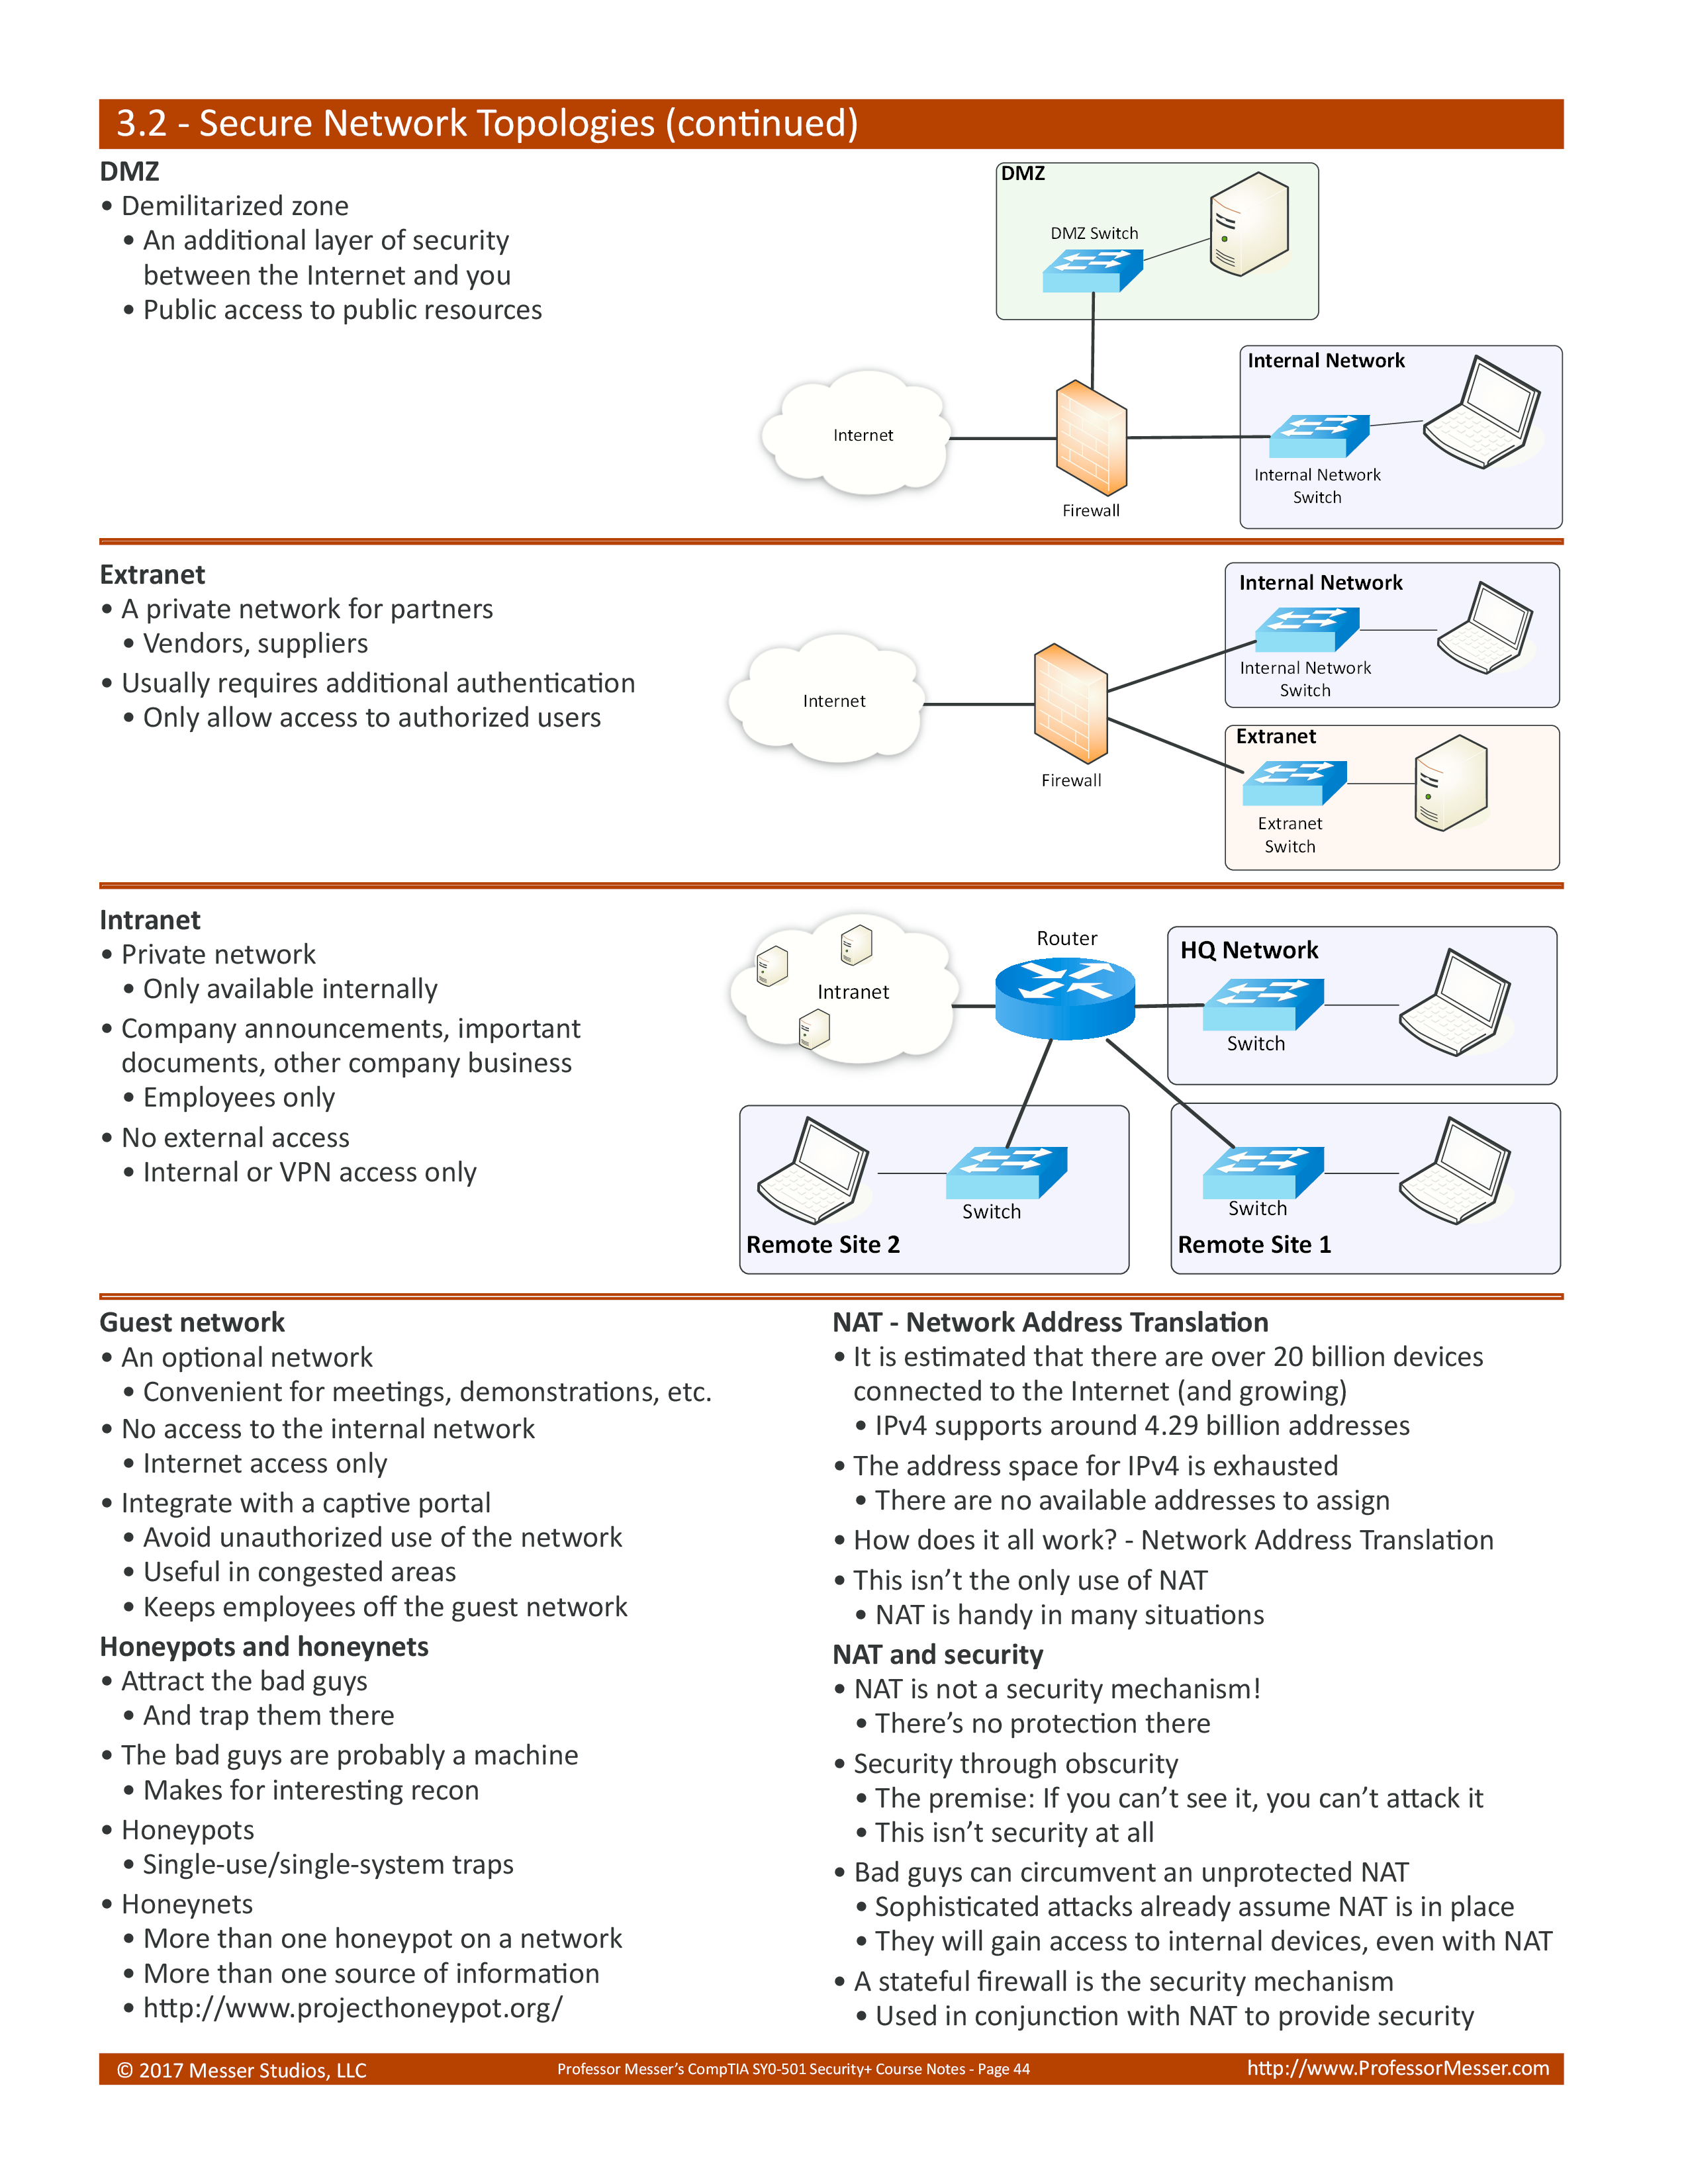 3.2 - Secure Network Topologies (continued)
DMZ
• Demilitarized zone
• An additional layer of security
between the Internet and you
• Public access to public resources
DMZ
DMZ Switch
Internet
Firewall
Internal Network
Internal Network
Switch
Extranet
• A private network for partners
• Vendors, suppliers
• Usually requires additional authentication
• Only allow access to authorized users
Internet
Firewall
Internal Network
Internal Network
Switch
Extranet
Extranet
Switch
Intranet
• Private network
• Only available internally
• Company announcements, important
documents, other company business
• Employees only
• No external access
• Internal or VPN access only
Intranet
Router
HQ Network
Switch
Switch
Remote Site 2
Switch
Remote Site 1
Guest network
• An optional network
• Convenient for meetings, demonstrations, etc.
• No access to the internal network
• Internet access only
• Integrate with a captive portal
• Avoid unauthorized use of the network
• Useful in congested areas
• Keeps employees off the guest network
Honeypots and honeynets
• Attract the bad guys
• And trap them there
• The bad guys are probably a machine
• Makes for interesting recon
• Honeypots
• Single-use/single-system traps
• Honeynets
• More than one honeypot on a network
• More than one source of information
• http://www.projecthoneypot.org/
NAT - Network Address Translation
• It is estimated that there are over 20 billion devices
connected to the Internet (and growing)
• IPv4 supports around 4.29 billion addresses
• The address space for IPv4 is exhausted
• There are no available addresses to assign
• How does it all work? - Network Address Translation
• This isn’t the only use of NAT
• NAT is handy in many situations
NAT and security
• NAT is not a security mechanism!
• There’s no protection there
• Security through obscurity
• The premise: If you can’t see it, you can’t attack it
• This isn’t security at all
• Bad guys can circumvent an unprotected NAT
• Sophisticated attacks already assume NAT is in place
• They will gain access to internal devices, even with NAT
• A stateful firewall is the security mechanism
• Used in conjunction with NAT to provide security
© 2017 Messer Studios, LLC
Professor Messer’s CompTIA SY0-501 Security+ Course Notes - Page 44
http://www.ProfessorMesser.com